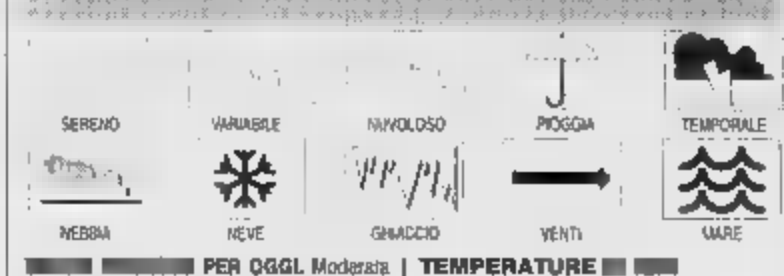 SERENO VARIABILE NUVOLOSO PIOGGIA TEMPORALE
NEBBIA NEVE GHIACCIO VENTI MARE
PER OGGI. Moderata | TEMPERATURE